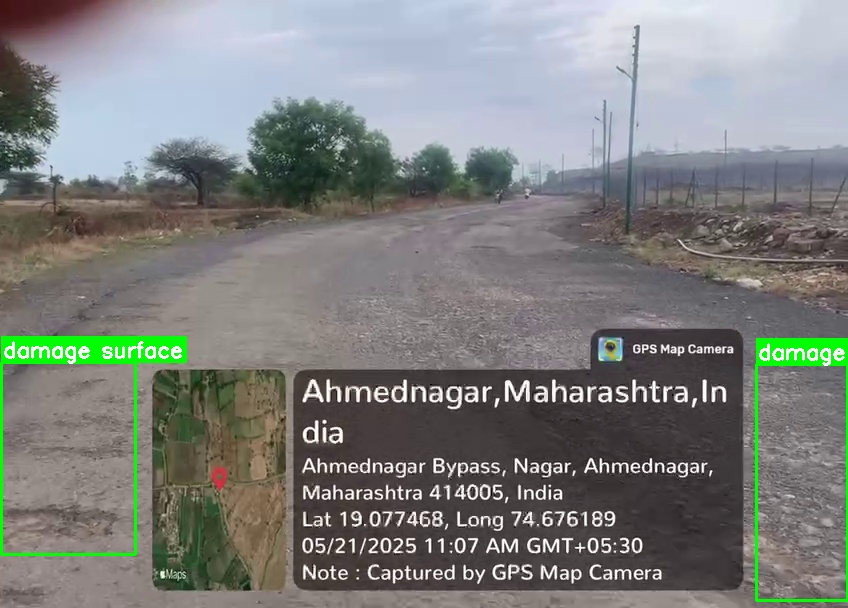 damage surface
damage
GPS Map Camera
Ahmednagar,Maharashtra,In
dia
Ahmednagar Bypass, Nagar, Ahmednagar,
Maharashtra 414005, India
Lat 19.077468, Long 74.676189
05/21/2025 11:07 AM GMT+05:30
Note : Captured by GPS Map Camera
Maps